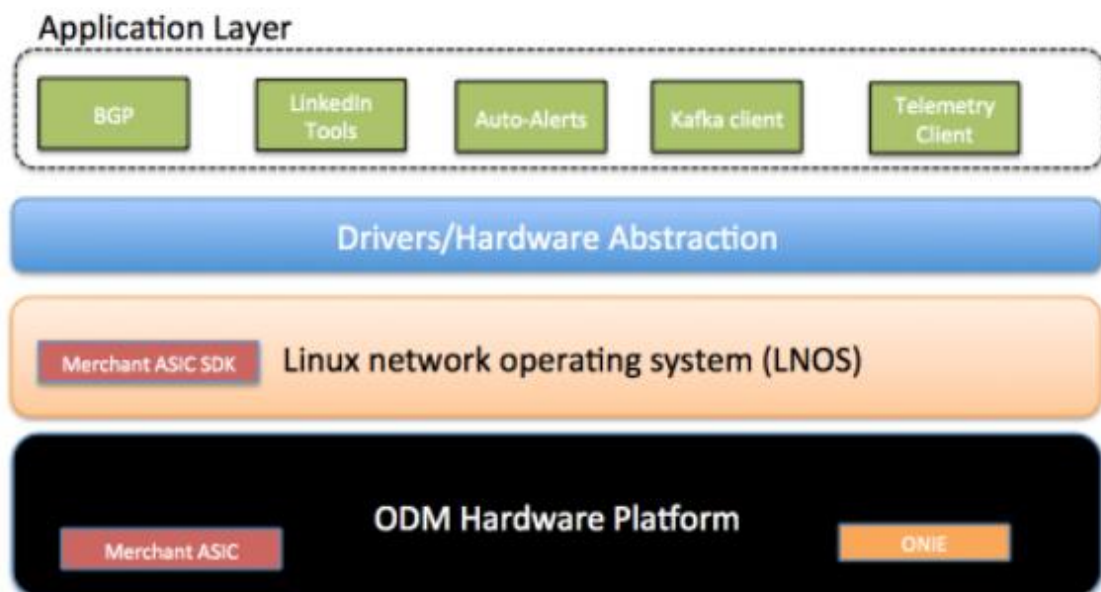 Application Layer
BGP
LinkedIn
Tools
Auto-Alerts
Kafka client
Telemetry
Client
Drivers/Hardware Abstraction
Merchant ASIC SDK
Linux network operating system (LNOS)
ODM Hardware Platform
Merchant ASIC
ONIE